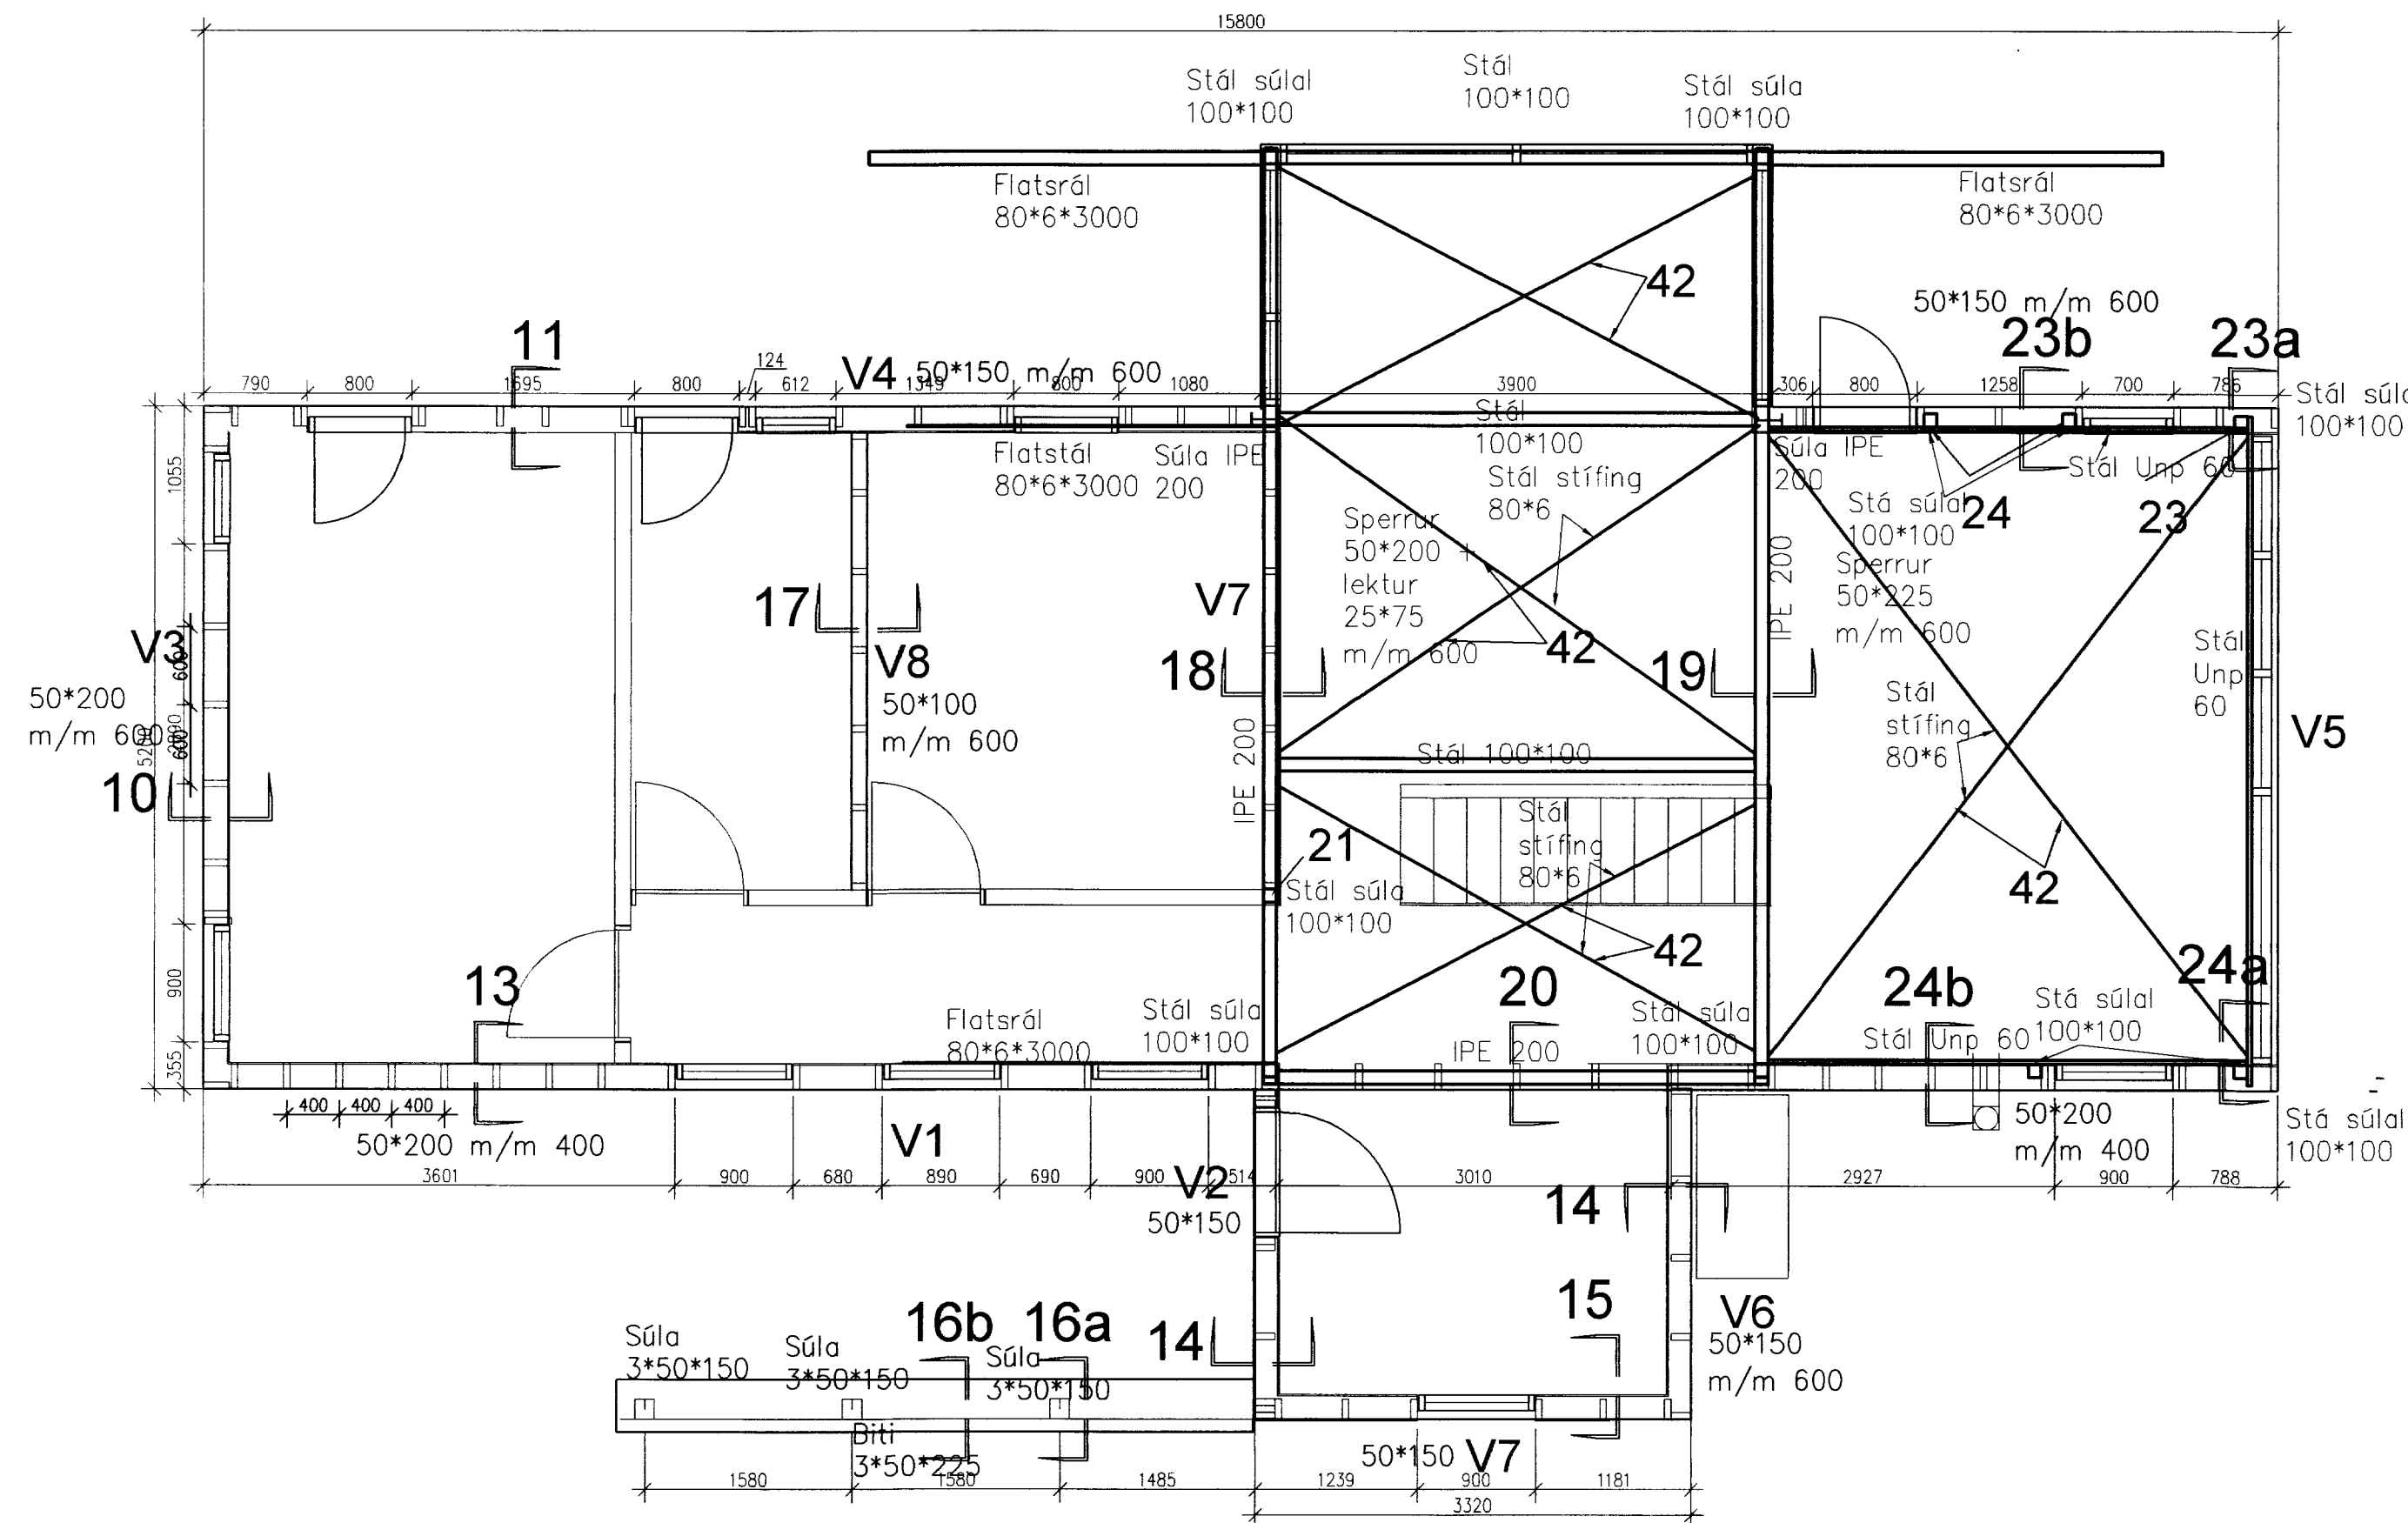 15800
Stál súlal
100*100
Stál
100*100
Stál súla
100*100
Flatsrál
80*6*3000
Flatsrál
80*6*3000
42
50*150 m/m 600
11
23b
23a
124
V4
50*150 m/m 600
790
800
1695
800
612
1349
800
1080
3900
306
800
1258
700
786
Stál súla
100*100
Stál
100*100
Flatstál
80*6*3000
Súla IPE
200
Stál stífing
80*6
Súla IPE
200
Stál Unp 60
Stá súlal
100*100
24
23
1055
Sperrur
50*200
lektur
25*75
m/m 600
IPE 200
Sperrur
50*225
m/m 600
17
V7
V3
600
V8
18
42
19
Stál
Unp
60
50*200
m/m 600
50*100
m/m 600
Stál
stífing
80*6
V5
5200
2890
600
IPE 200
Stál 100*100
10
Stál
stífing
80*6
21
Stál súla
100*100
42
42
900
13
20
24b
24a
Flatsrál
80*6*3000
Stál súla
100*100
Stál súla
100*100
Stá súlal
100*100
Stál Unp 60
IPE 200
355
400
400
400
50*200 m/m 400
V1
50*200
m/m 400
Stá súlal
100*100
3601
900
680
890
690
900
514
3010
2927
900
788
V2
50*150
14
15
16b
16a
14
V6
50*150
m/m 600
Súla
3*50*150
Súla
3*50*150
Súla
3*50*150
Biti
3*50*225
50*150
V7
1580
1580
1485
1239
900
1181
3320